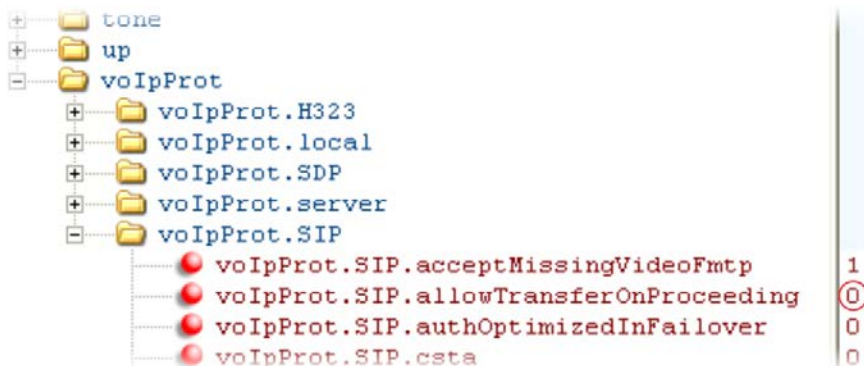 tone
up
voIpProt
voIpProt.H323
voIpProt.local
voIpProt.SDP
voIpProt.server
voIpProt.SIP
voIpProt.SIP.acceptMissingVideoFmtp 1
voIpProt.SIP.allowTransferOnProceeding 0
voIpProt.SIP.authOptimizedInFailover 0
voIpProt.SIP.csta 0